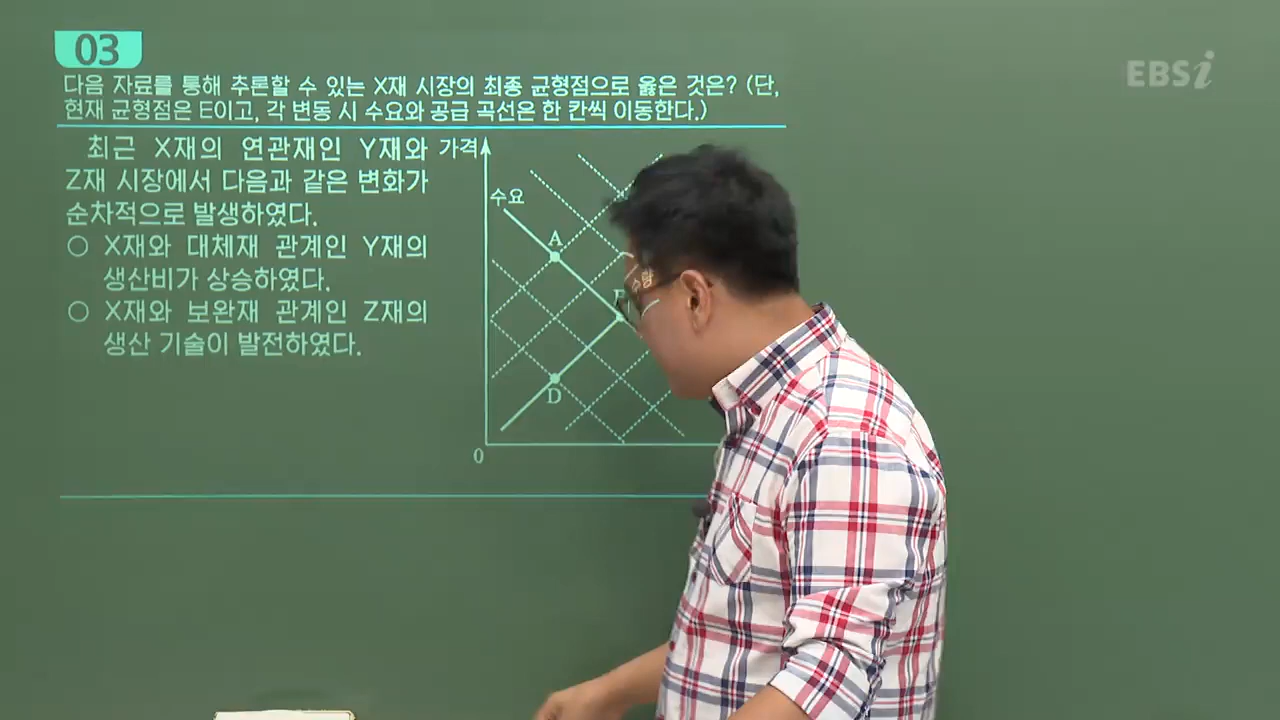 03
EBSi
다음 자료를 통해 추론할 수 있는 X재 시장의 최종 균형점으로 옳은 것은? (단,
현재 균형점은 E이고, 각 변동 시 수요와 공급 곡선은 한 칸씩 이동한다.)
최근 X재의 연관재인 Y재와
Z재 시장에서 다음과 같은 변화가
순차적으로 발생하였다.
○ X재와 대체재 관계인 Y재의
생산비가 상승하였다.
○ X재와 보완재 관계인 Z재의
생산 기술이 발전하였다.
가격
수요
A
D
0